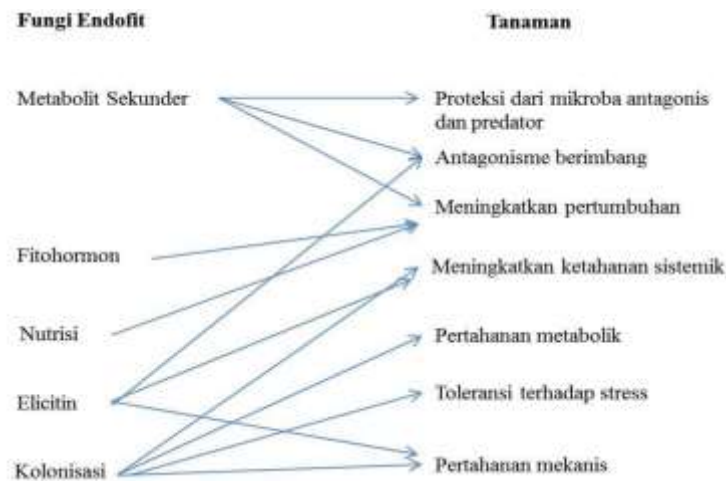 Fungi Endofit
Tanaman
Metabolit Sekunder
Proteksi dari mikroba antagonis
dan predator
Antagonisme berimbang
Meningkatkan pertumbuhan
Fitohormon
Meningkatkan ketahanan sistemik
Nutrisi
Pertahanan metabolik
Elicitin
Toleransi terhadap stress
Kolonisasi
Pertahanan mekanis